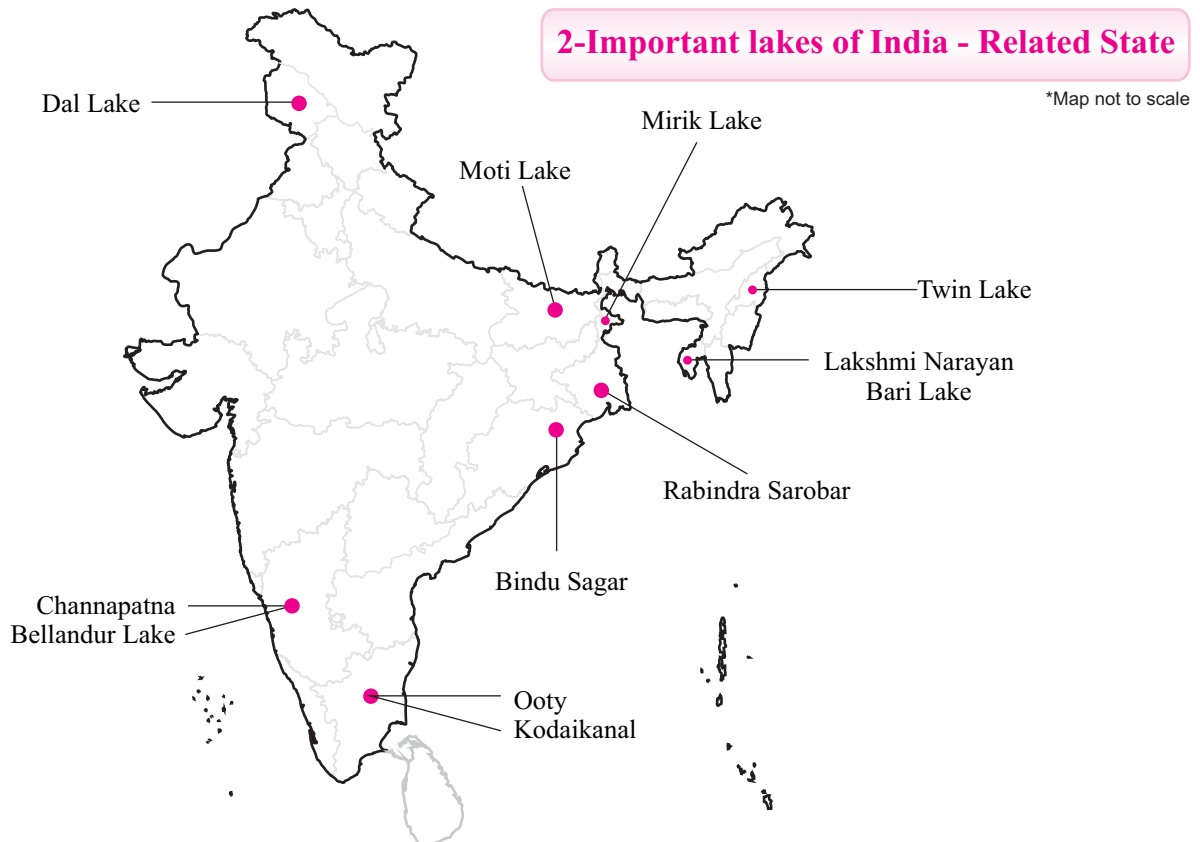 2-Important lakes of India - Related State
*Map not to scale
Dal Lake
Mirik Lake
Moti Lake
Twin Lake
Lakshmi Narayan
Bari Lake
Rabindra Sarobar
Bindu Sagar
Channapatna
Bellandur Lake
Ooty
Kodaikanal